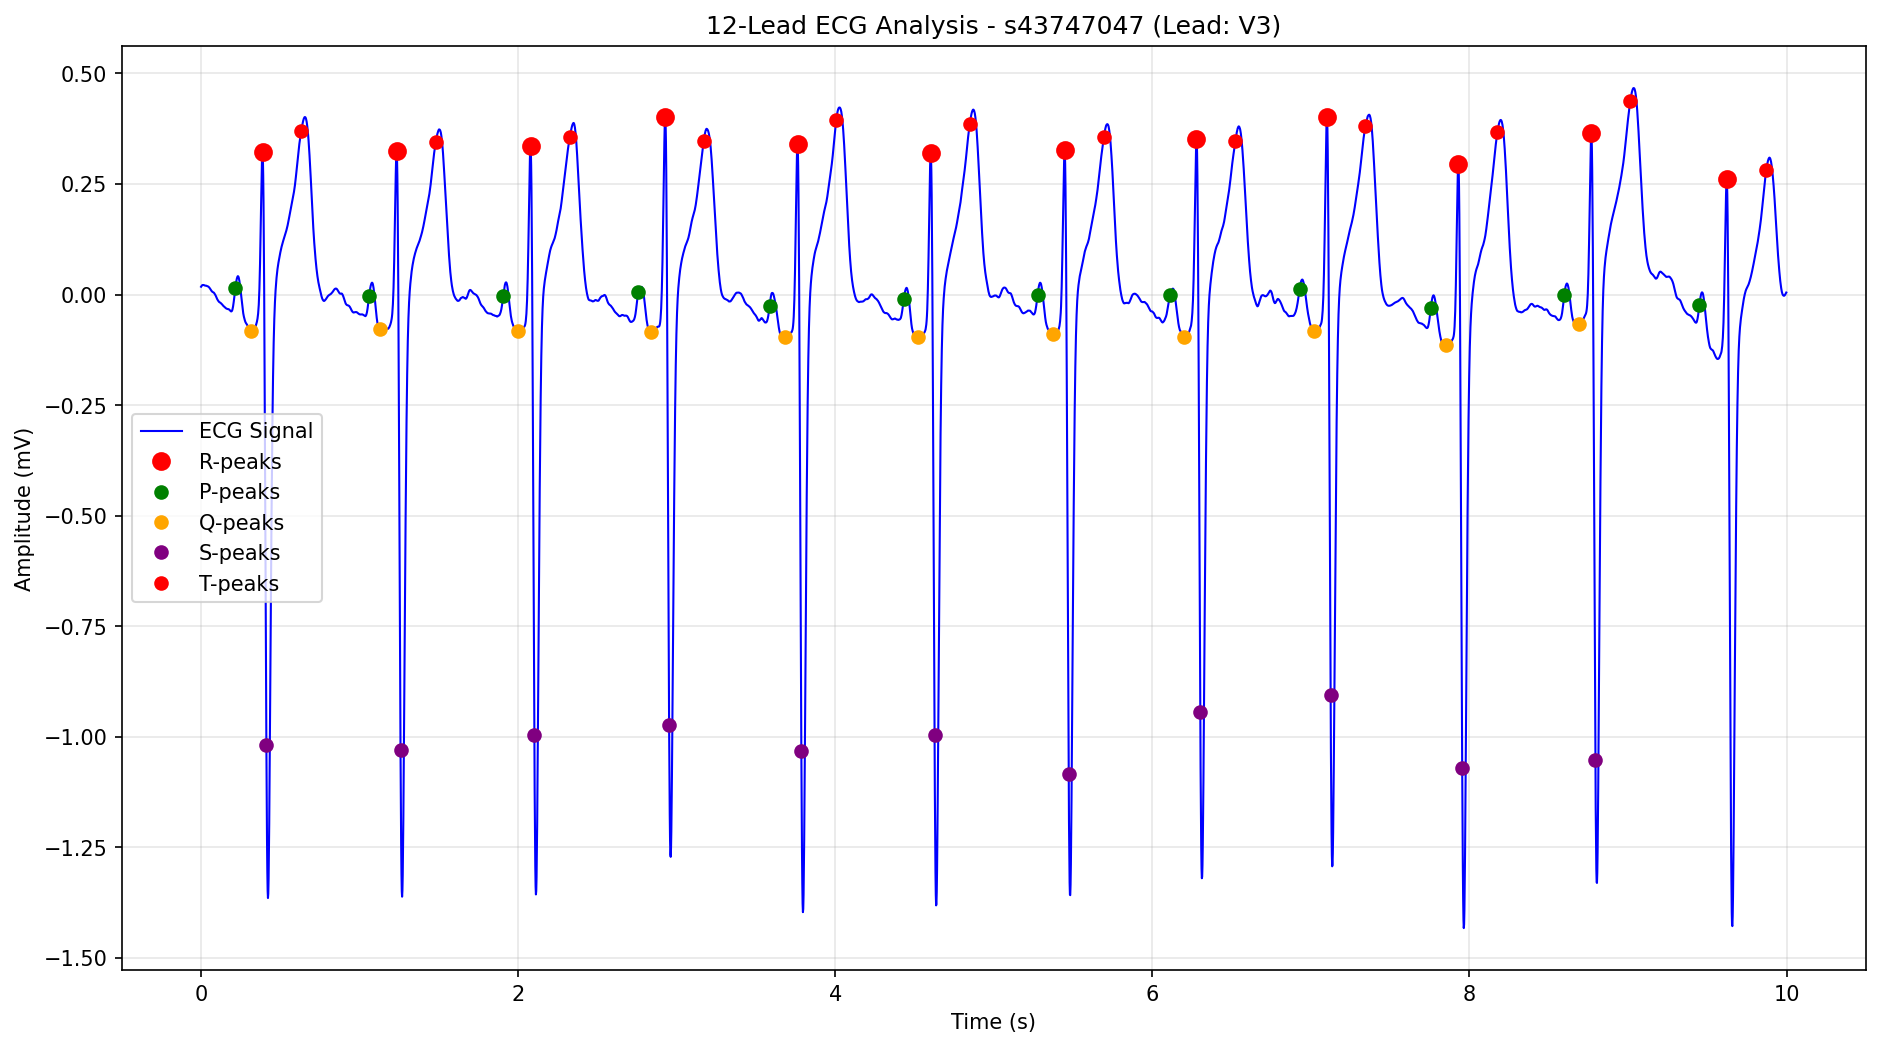 12-Lead ECG Analysis - s43747047 (Lead: V3)
0.50
0.25
0.00
−0.25
−0.50
−0.75
−1.00
−1.25
−1.50
Amplitude (mV)
ECG Signal
R-peaks
P-peaks
Q-peaks
S-peaks
T-peaks
0 2 4 6 8 10
Time (s)